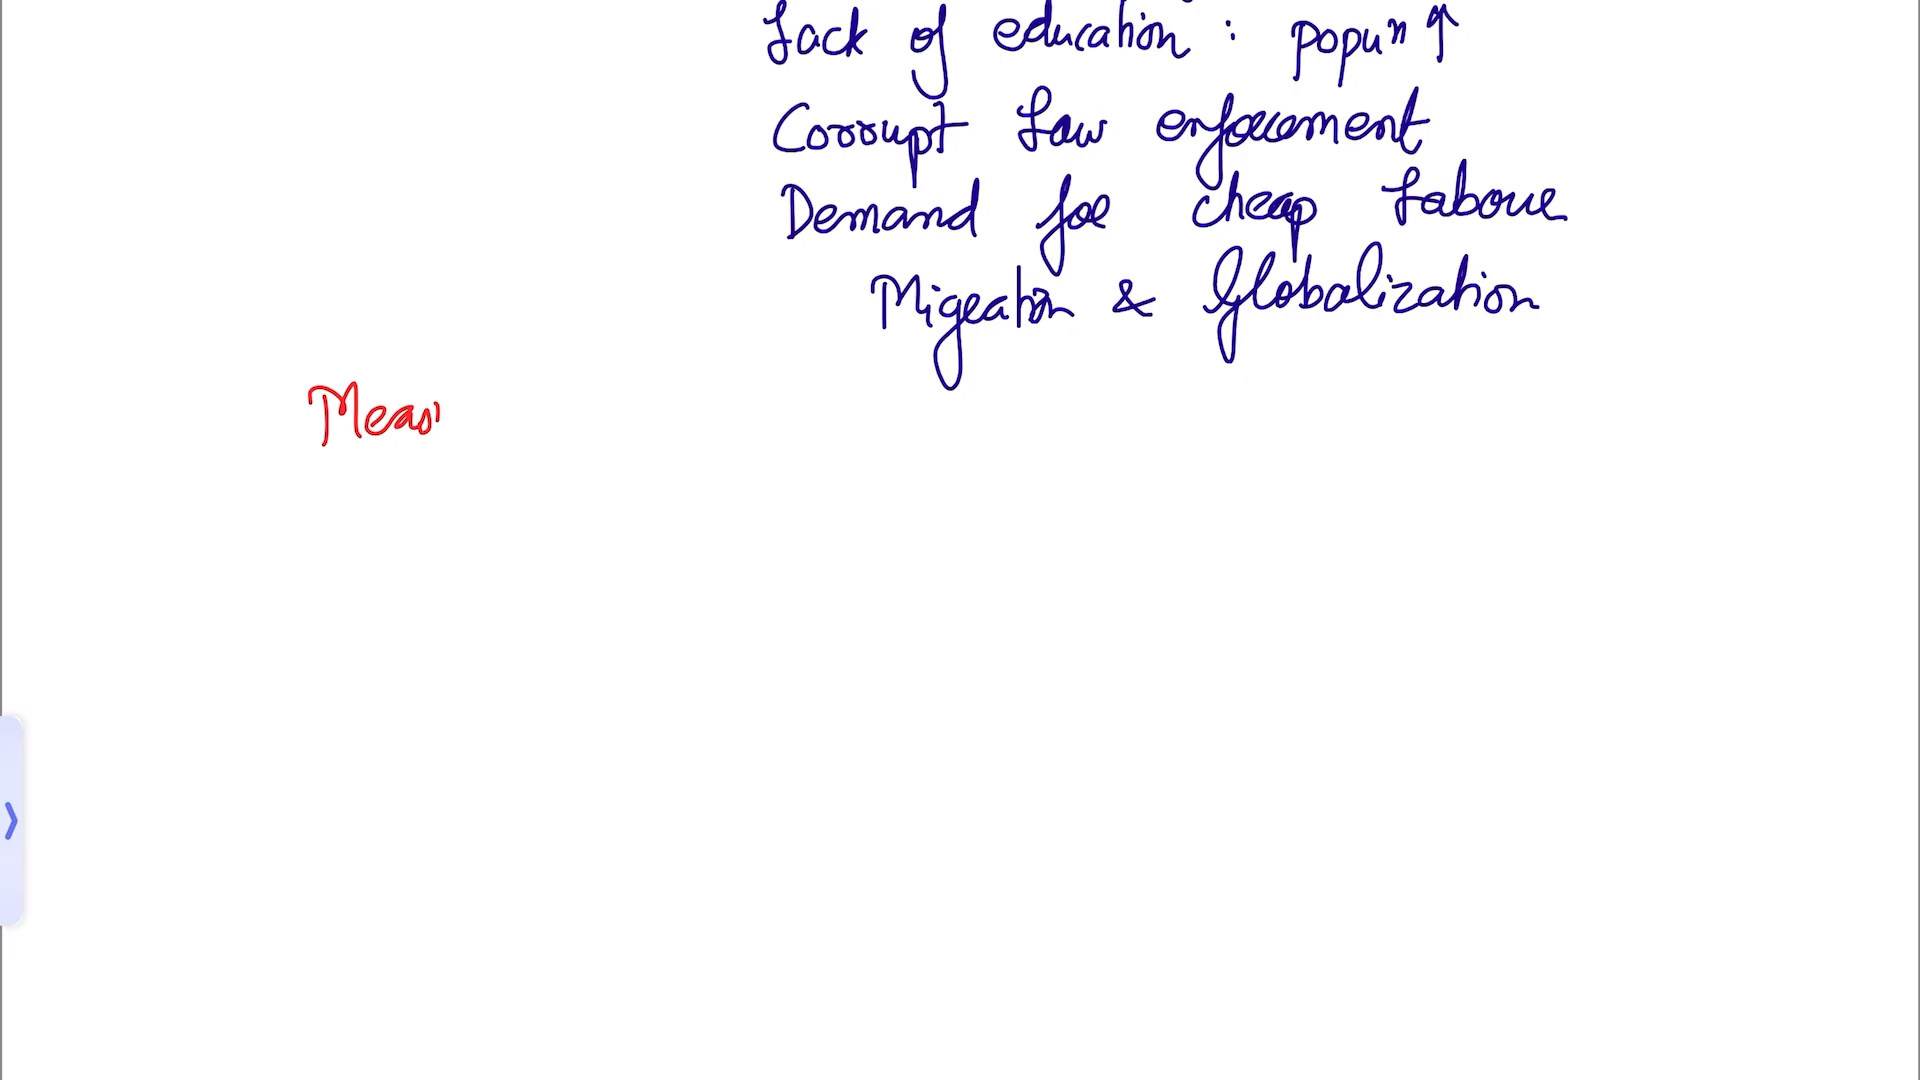 Lack of education : popuⁿ ↑
Corrupt Law enforcement
Demand for cheap Labour
Migration & Globalization
Meas